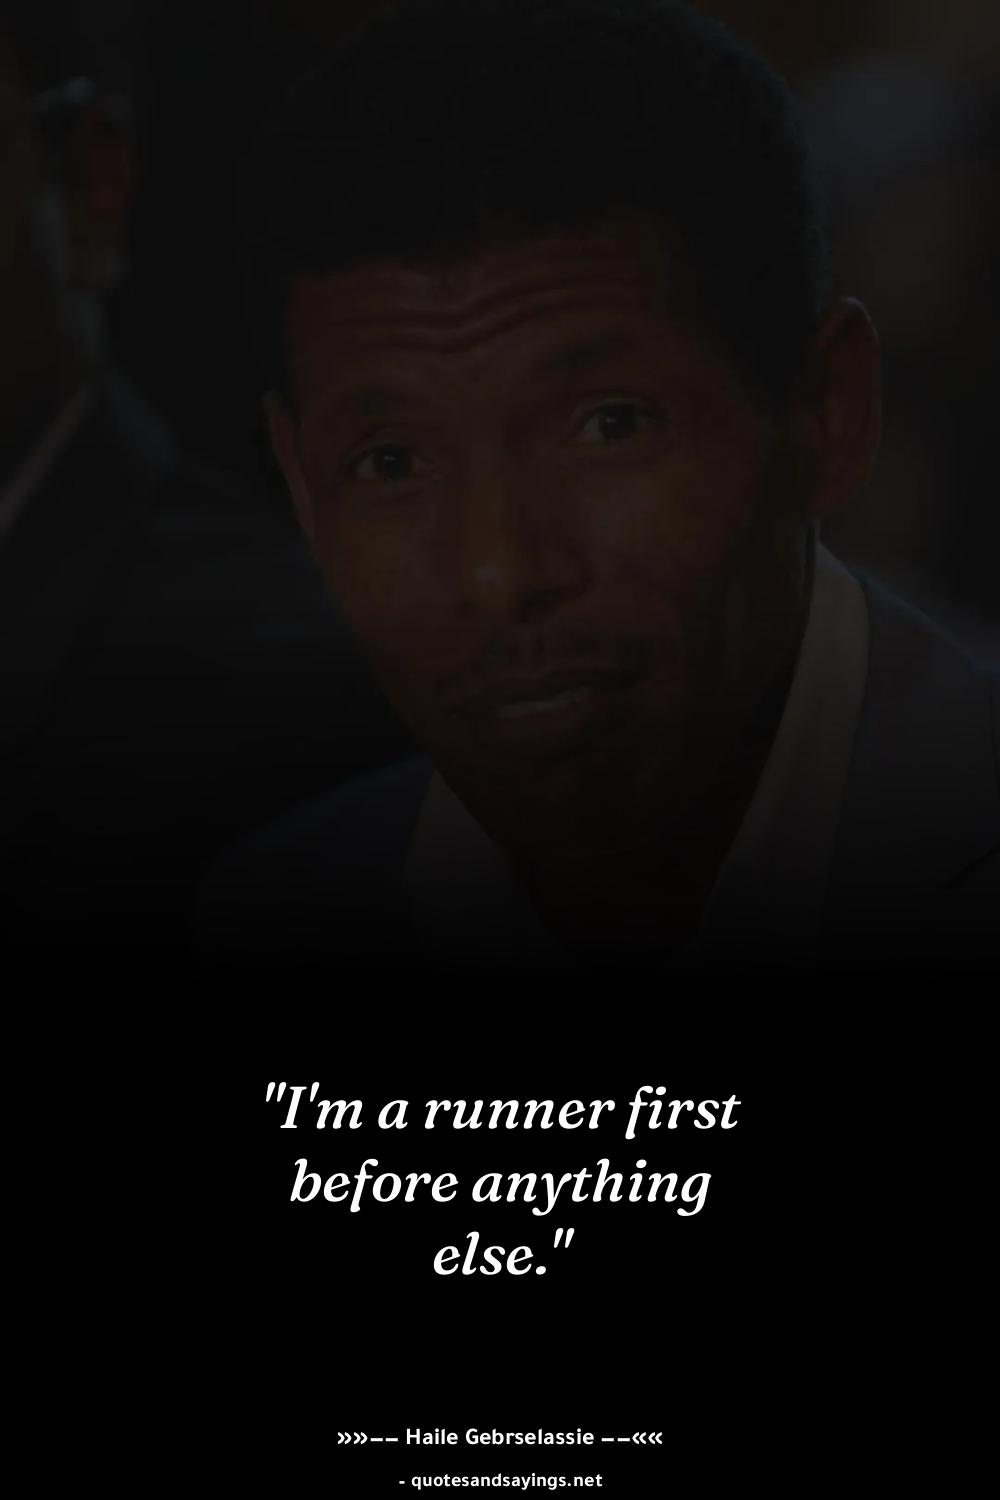 "I'm a runner first
before anything
else."
»»−− Haile Gebrselassie −−««
- quotesandsayings.net